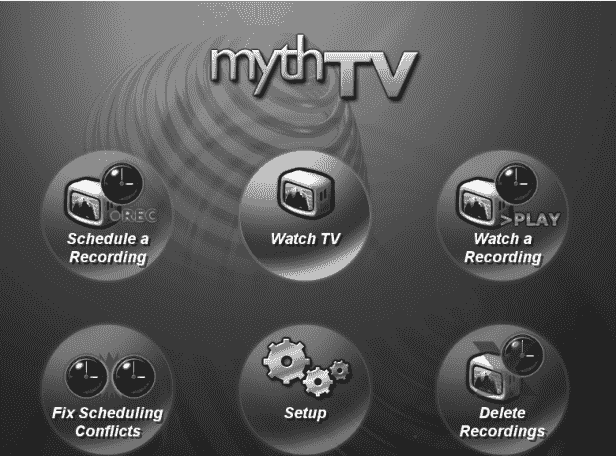 mythTV
REC
Schedule a
Recording
Watch TV
>PLAY
Watch a
Recording
Fix Scheduling
Conflicts
Setup
Delete
Recordings